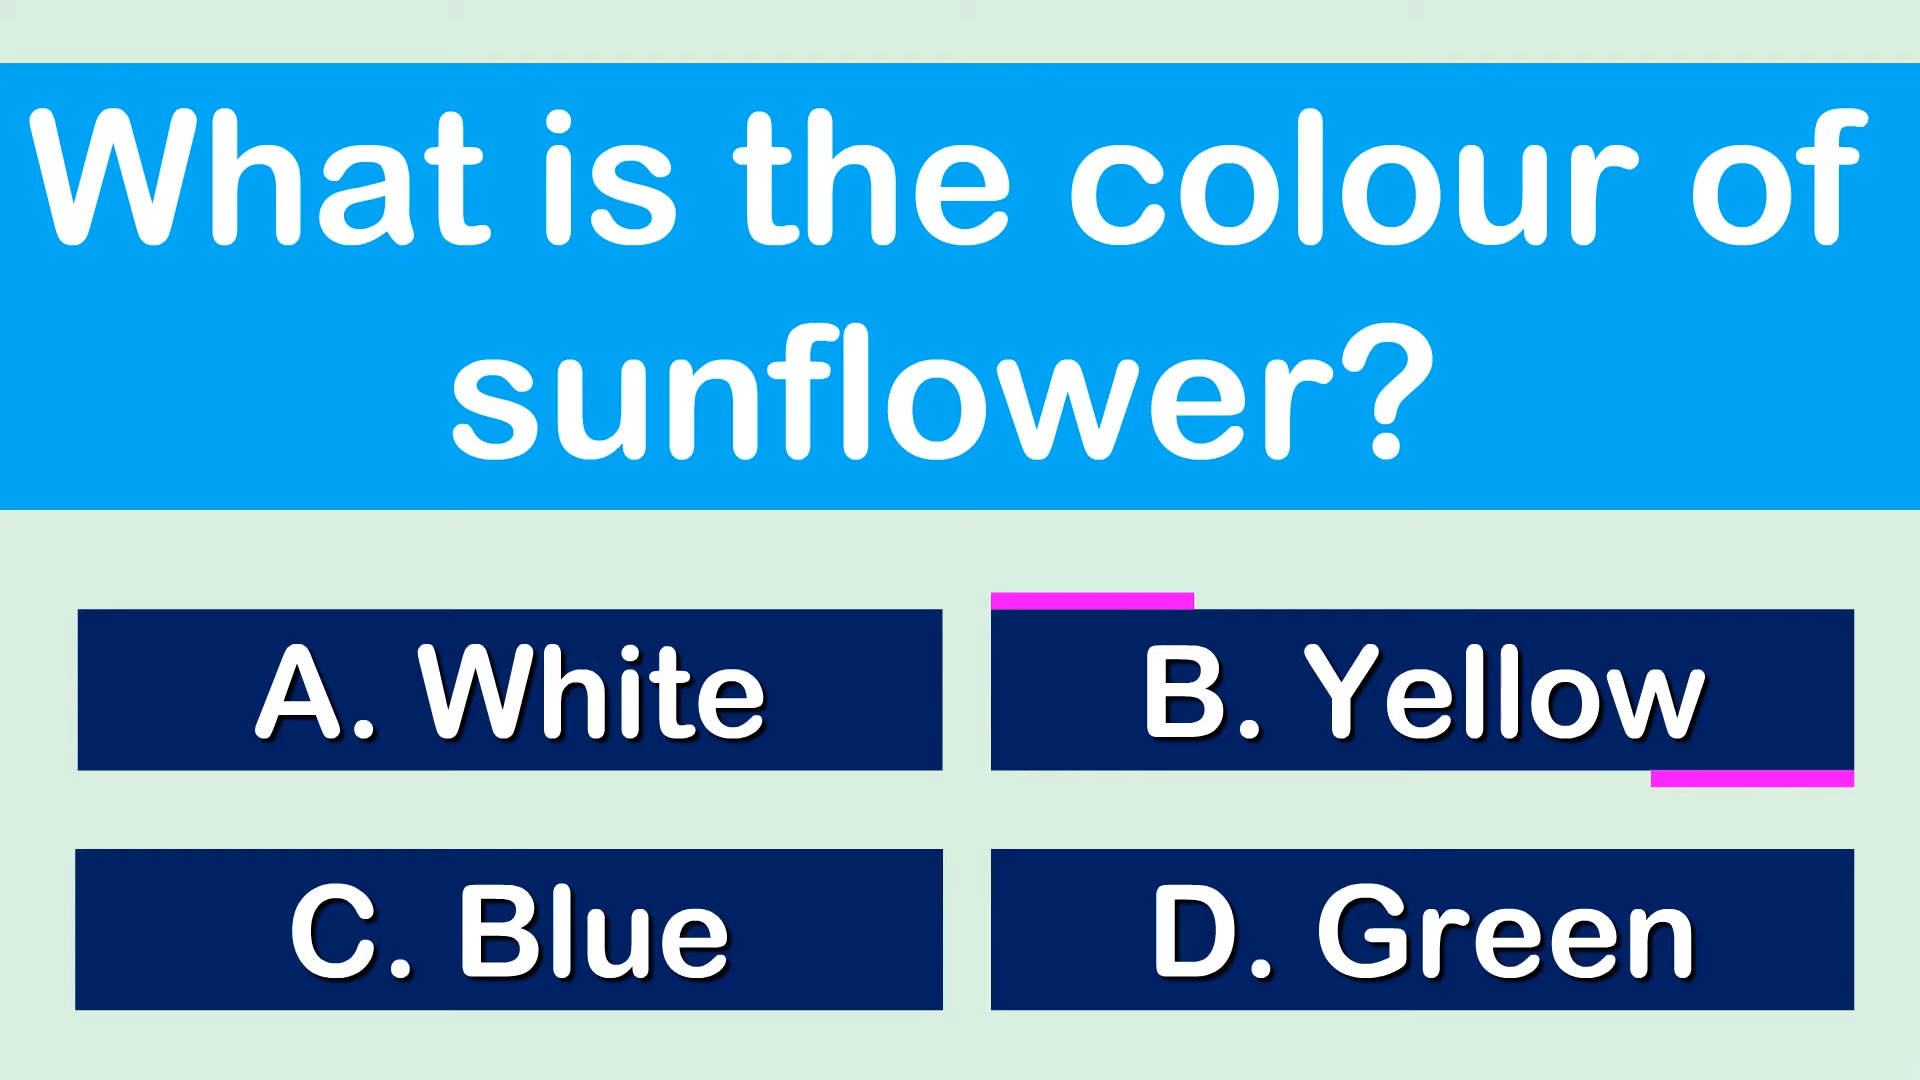 What is the colour of
sunflower?
A. White
B. Yellow
C. Blue
D. Green